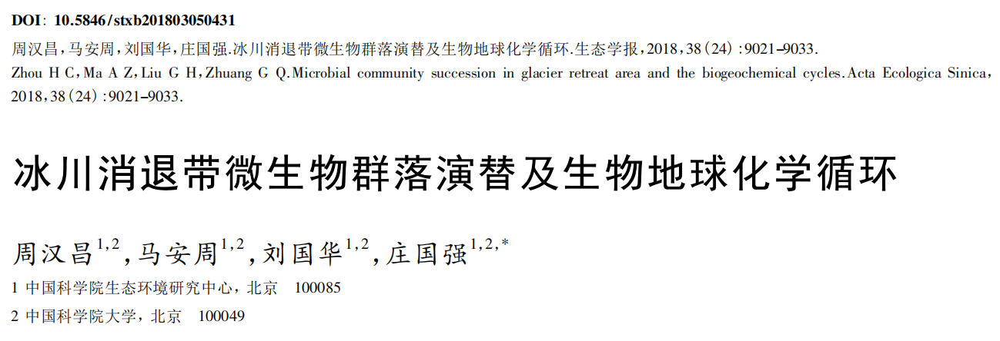 DOI: 10.5846/stxb201803050431
周汉昌,马安周,刘国华,庄国强.冰川消退带微生物群落演替及生物地球化学循环.生态学报,2018,38(24):9021-9033.
Zhou H C,Ma A Z,Liu G H,Zhuang G Q.Microbial community succession in glacier retreat area and the biogeochemical cycles.Acta Ecologica Sinica,
2018,38(24):9021-9033.
冰川消退带微生物群落演替及生物地球化学循环
周汉昌1,2,马安周1,2,刘国华1,2,庄国强1,2,*
1 中国科学院生态环境研究中心, 北京 100085
2 中国科学院大学, 北京 100049